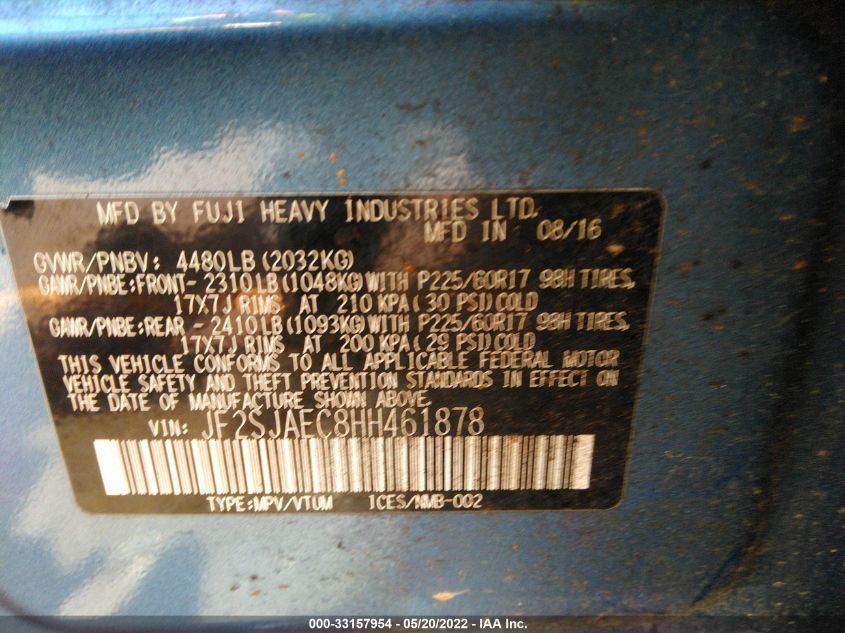 MFD BY FUJI HEAVY INDUSTRIES LTD.
MFD IN 08/16
GVWR/PNBV: 4480LB (2032KG)
GAWR/PNBE:FRONT- 2310LB (1048KG)WITH P225/60R17 98H TIRES,
17X7J RIMS AT 210 KPA (30 PSI) COLD
GAWR/PNBE:REAR - 2410LB (1093KG)WITH P225/60R17 98H TIRES,
17X7J RIMS AT 200 KPA (29 PSI) COLD
THIS VEHICLE CONFORMS TO ALL APPLICABLE FEDERAL MOTOR
VEHICLE SAFETY AND THEFT PREVENTION STANDARDS IN EFFECT ON
THE DATE OF MANUFACTURE SHOWN ABOVE.
VIN: JF2SJAEC8HH461878
TYPE:MPV/VTUM ICES/NMB-002
000-33157954 - 05/20/2022 - IAA Inc.